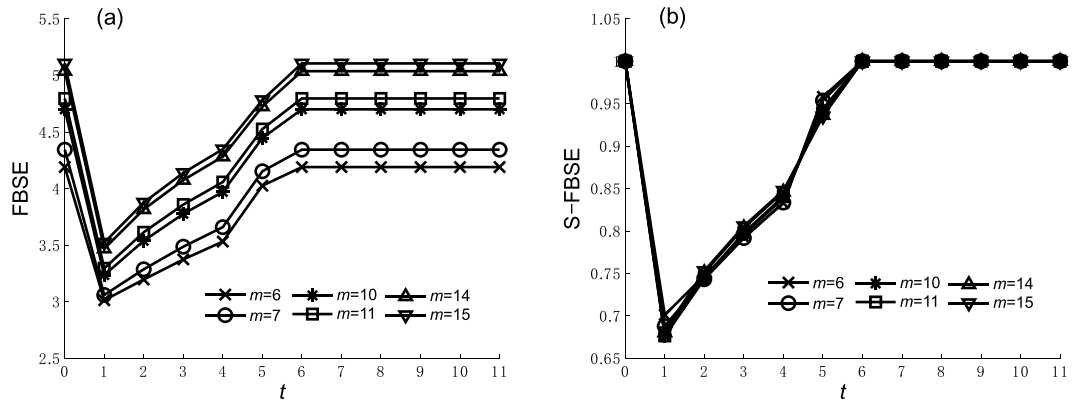 (a)
5.5
5
4.5
4
3.5
3
2.5
FBSE
0 1 2 3 4 5 6 7 8 9 10 11
t
m=6 m=10 m=14
m=7 m=11 m=15
(b)
1.05
1
0.95
0.9
0.85
0.8
0.75
0.7
0.65
S-FBSE
0 1 2 3 4 5 6 7 8 9 10 11
t
m=6 m=10 m=14
m=7 m=11 m=15